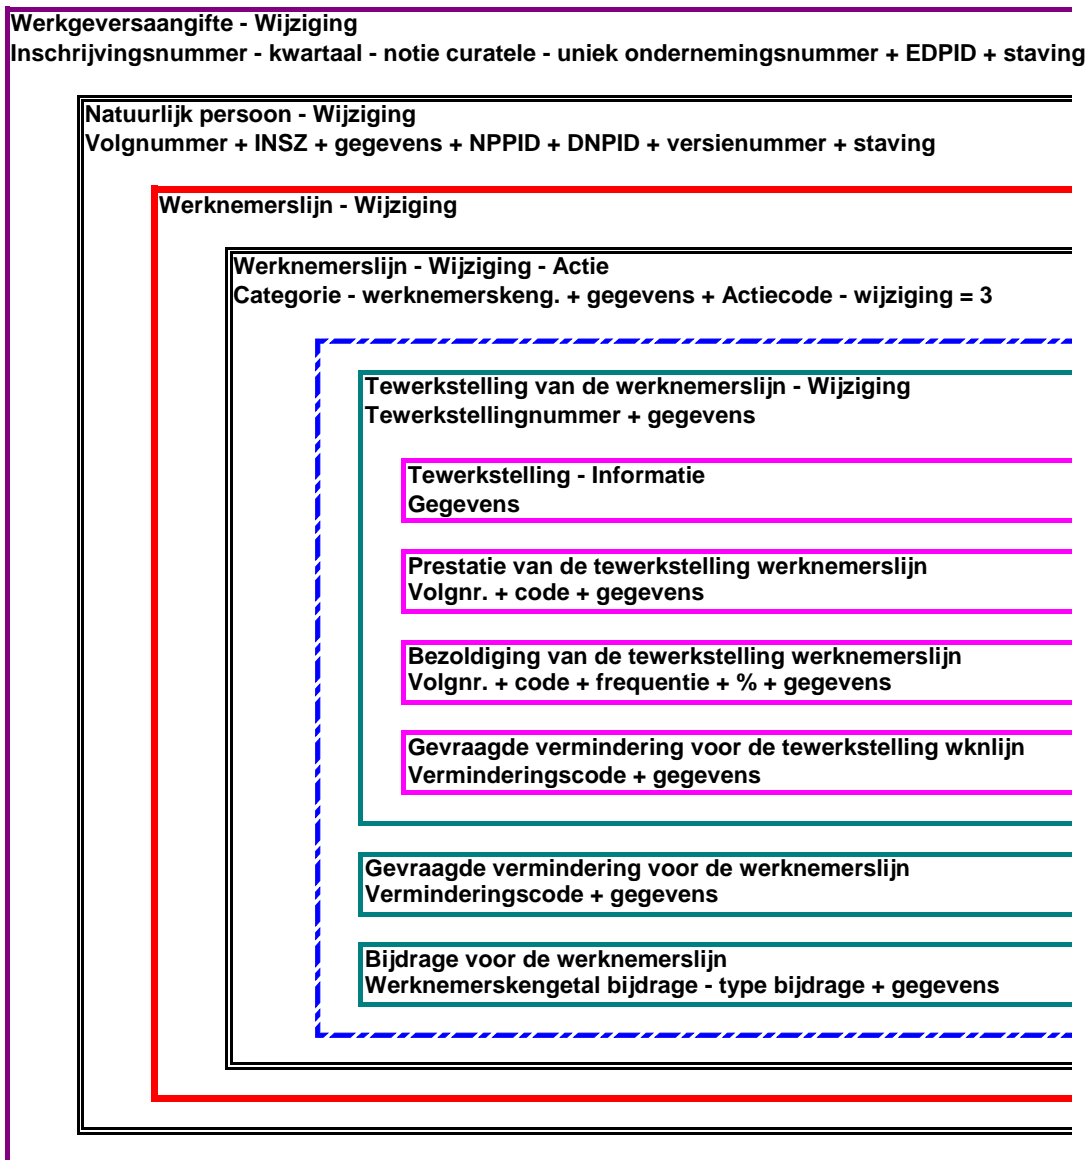 Werkgeversaangifte - Wijziging
Inschrijvingsnummer - kwartaal - notie curatele - uniek ondernemingsnummer + EDPID + staving
Natuurlijk persoon - Wijziging
Volgnummer + INSZ + gegevens + NPPID + DNPID + versienummer + staving
Werknemerslijn - Wijziging
Werknemerslijn - Wijziging - Actie
Categorie - werknemerskeng. + gegevens + Actiecode - wijziging = 3
Tewerkstelling van de werknemerslijn - Wijziging
Tewerkstellingnummer + gegevens
Tewerkstelling - Informatie
Gegevens
Prestatie van de tewerkstelling werknemerslijn
Volgnr. + code + gegevens
Bezoldiging van de tewerkstelling werknemerslijn
Volgnr. + code + frequentie + % + gegevens
Gevraagde vermindering voor de tewerkstelling wknlijn
Verminderingscode + gegevens
Gevraagde vermindering voor de werknemerslijn
Verminderingscode + gegevens
Bijdrage voor de werknemerslijn
Werknemerskengetal bijdrage - type bijdrage + gegevens